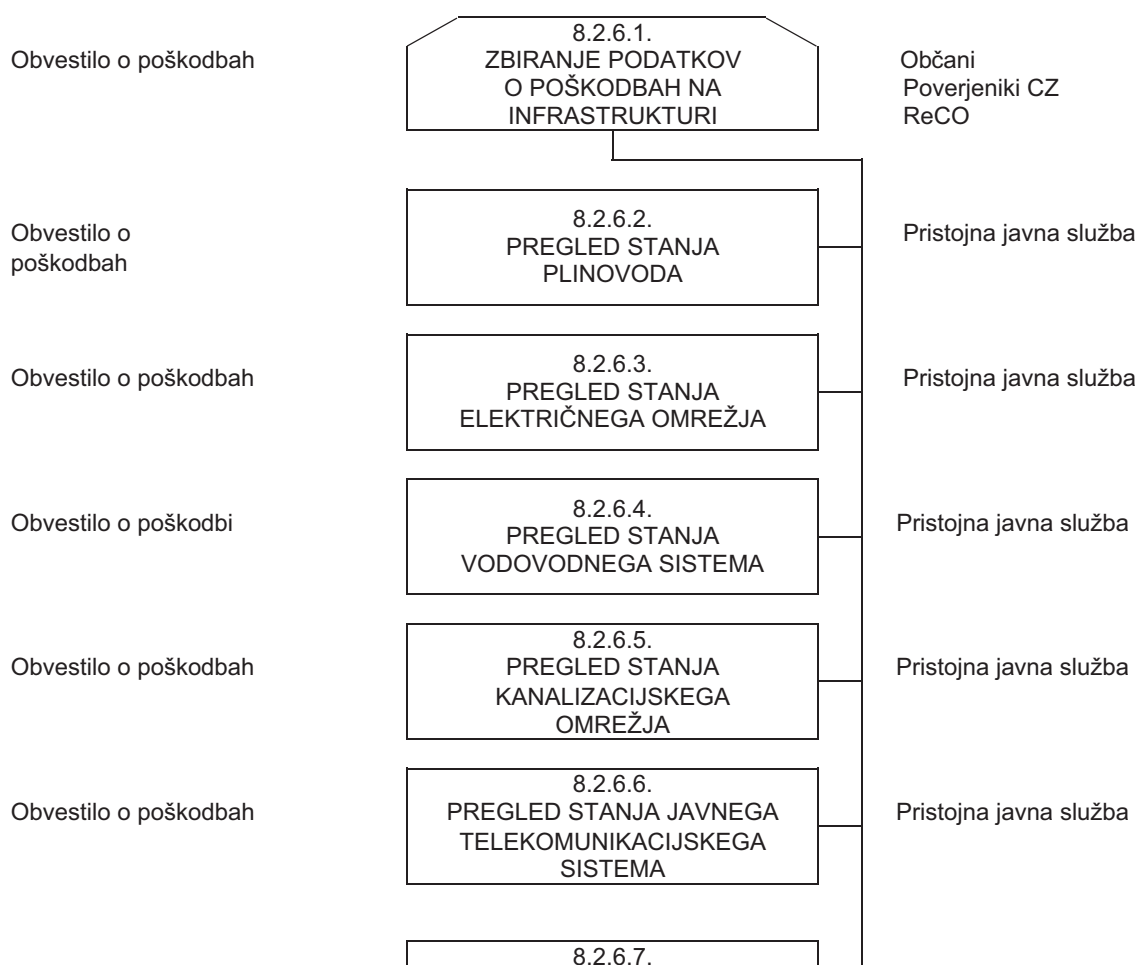 Obvestilo o poškodbah
8.2.6.1.
ZBIRANJE PODATKOV
O POŠKODBAH NA
INFRASTRUKTURI
Občani
Poverjeniki CZ
ReCO
Obvestilo o
poškodbah
8.2.6.2.
PREGLED STANJA
PLINOVODA
Pristojna javna služba
Obvestilo o poškodbah
8.2.6.3.
PREGLED STANJA
ELEKTRIČNEGA OMREŽJA
Pristojna javna služba
Obvestilo o poškodbi
8.2.6.4.
PREGLED STANJA
VODOVODNEGA SISTEMA
Pristojna javna služba
Obvestilo o poškodbah
8.2.6.5.
PREGLED STANJA
KANALIZACIJSKEGA
OMREŽJA
Pristojna javna služba
Obvestilo o poškodbah
8.2.6.6.
PREGLED STANJA JAVNEGA
TELEKOMUNIKACIJSKEGA
SISTEMA
Pristojna javna služba
8.2.6.7.